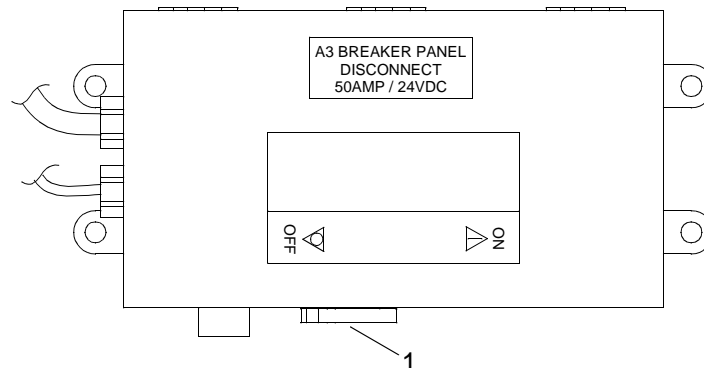 A3 BREAKER PANEL
DISCONNECT
50AMP / 24VDC
OFF
ON
1